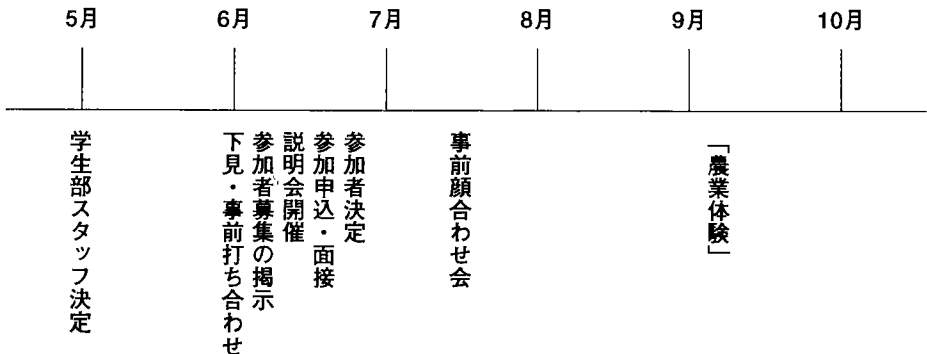 5月
6月
7月
8月
9月
10月
学生部スタッフ決定
下見・事前打ち合わせ
参加者募集の掲示
説明会開催
参加申込・面接
参加者決定
事前顔合わせ会
「農業体験」